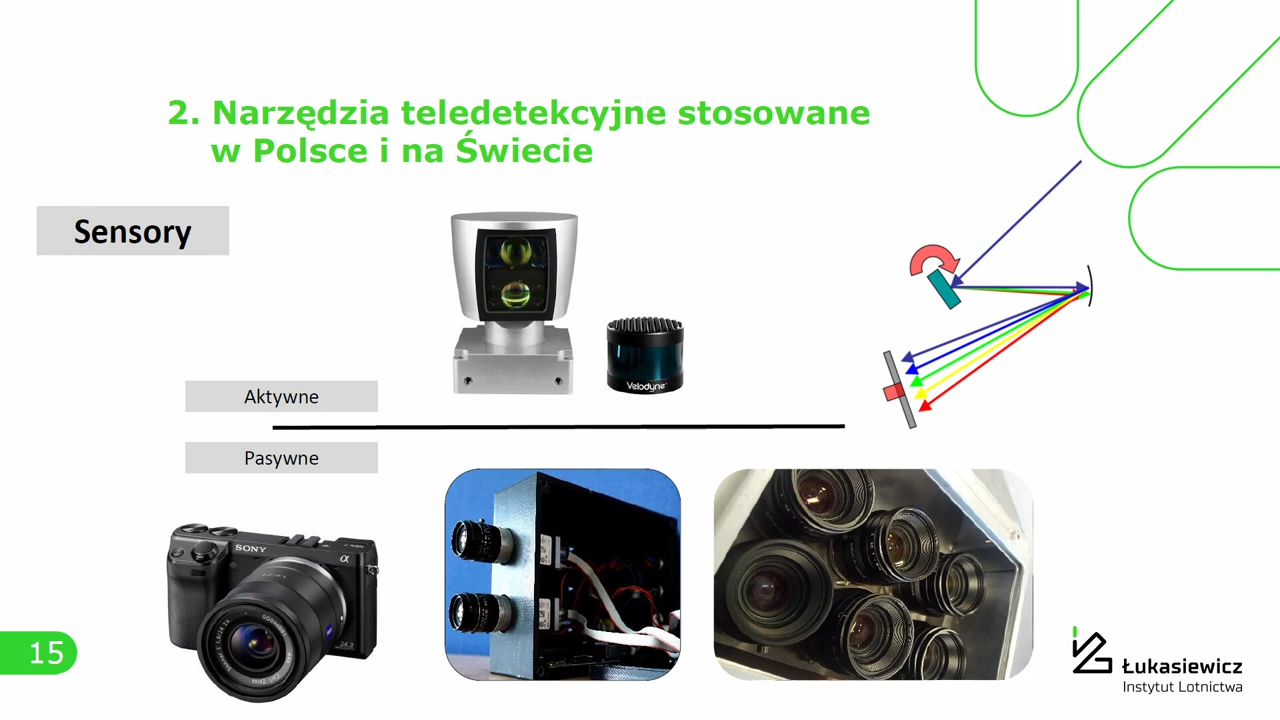 2. Narzędzia teledetekcyjne stosowane
w Polsce i na Świecie
Sensory
Velodyne
Aktywne
Pasywne
SONY
α
15
Łukasiewicz
Instytut Lotnictwa